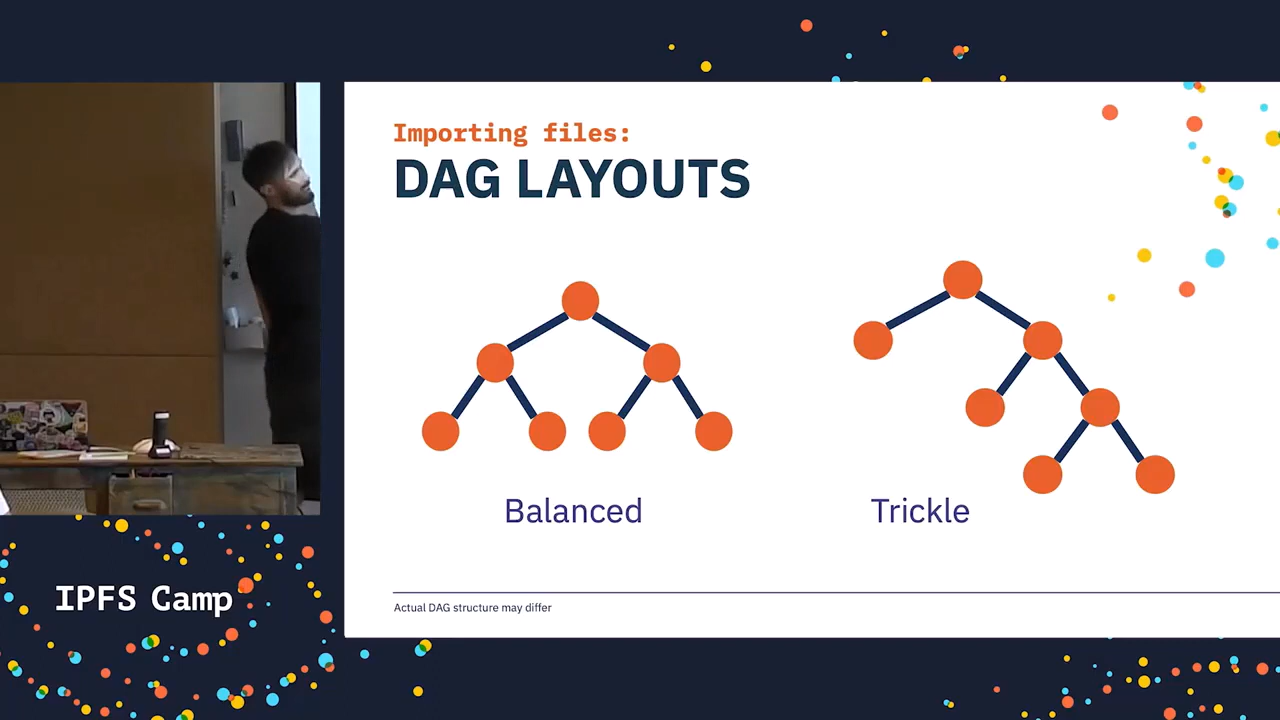 Importing files:
DAG LAYOUTS
Balanced
Trickle
Actual DAG structure may differ
IPFS Camp